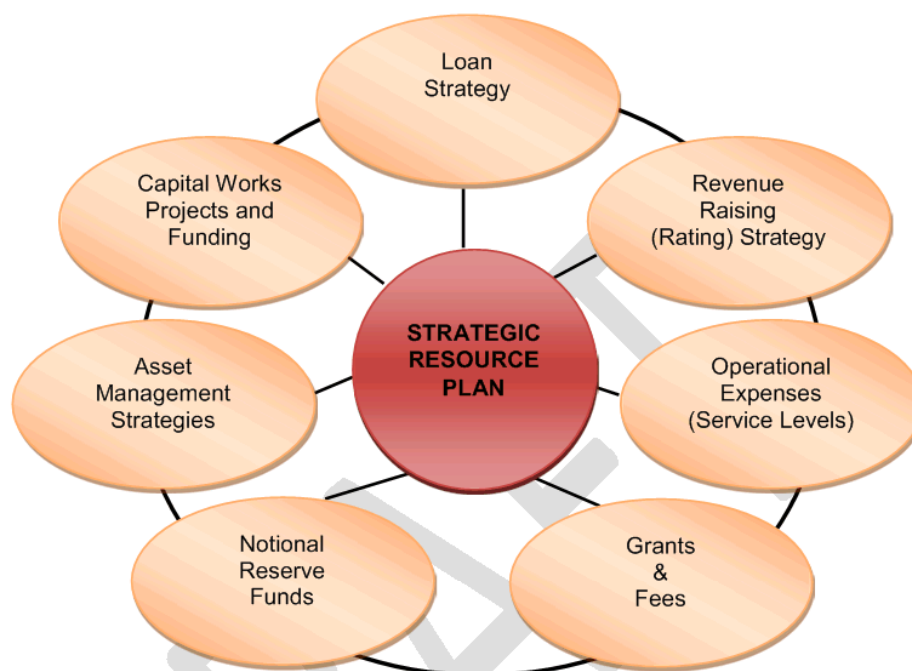 Loan
Strategy
Capital Works
Projects and
Funding
Revenue
Raising
(Rating) Strategy
STRATEGIC
RESOURCE
PLAN
Asset
Management
Strategies
Operational
Expenses
(Service Levels)
Notional
Reserve
Funds
Grants
&
Fees